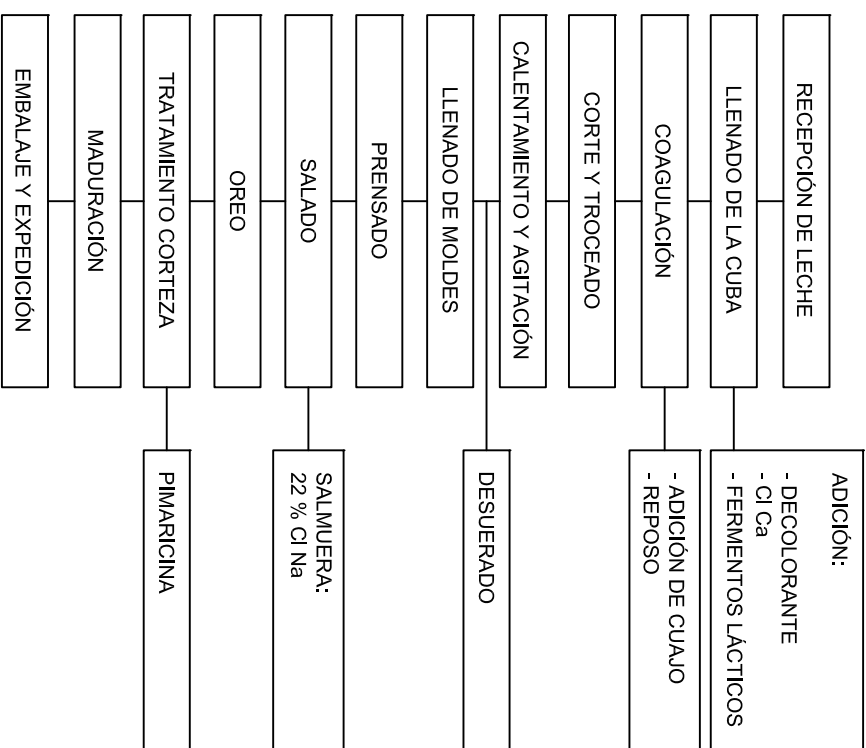 RECEPCIÓN DE LECHE
LLENADO DE LA CUBA
ADICIÓN:
- DECOLORANTE
- Cl Ca
- FERMENTOS LÁCTICOS
COAGULACIÓN
- ADICIÓN DE CUAJO
- REPOSO
CORTE Y TROCEADO
CALENTAMIENTO Y AGITACIÓN
DESUERADO
LLENADO DE MOLDES
PRENSADO
SALADO
SALMUERA:
22 % Cl Na
OREO
TRATAMIENTO CORTEZA
PIMARICINA
MADURACIÓN
EMBALAJE Y EXPEDICIÓN